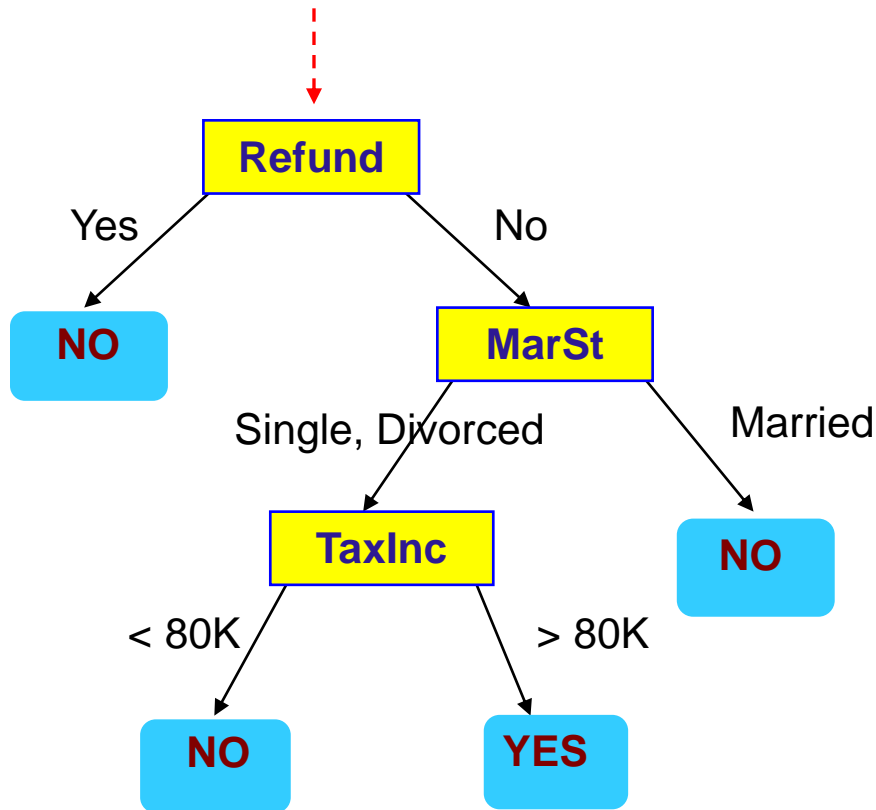 Refund
Yes
No
NO
MarSt
Single, Divorced
Married
TaxInc
NO
< 80K
> 80K
NO
YES